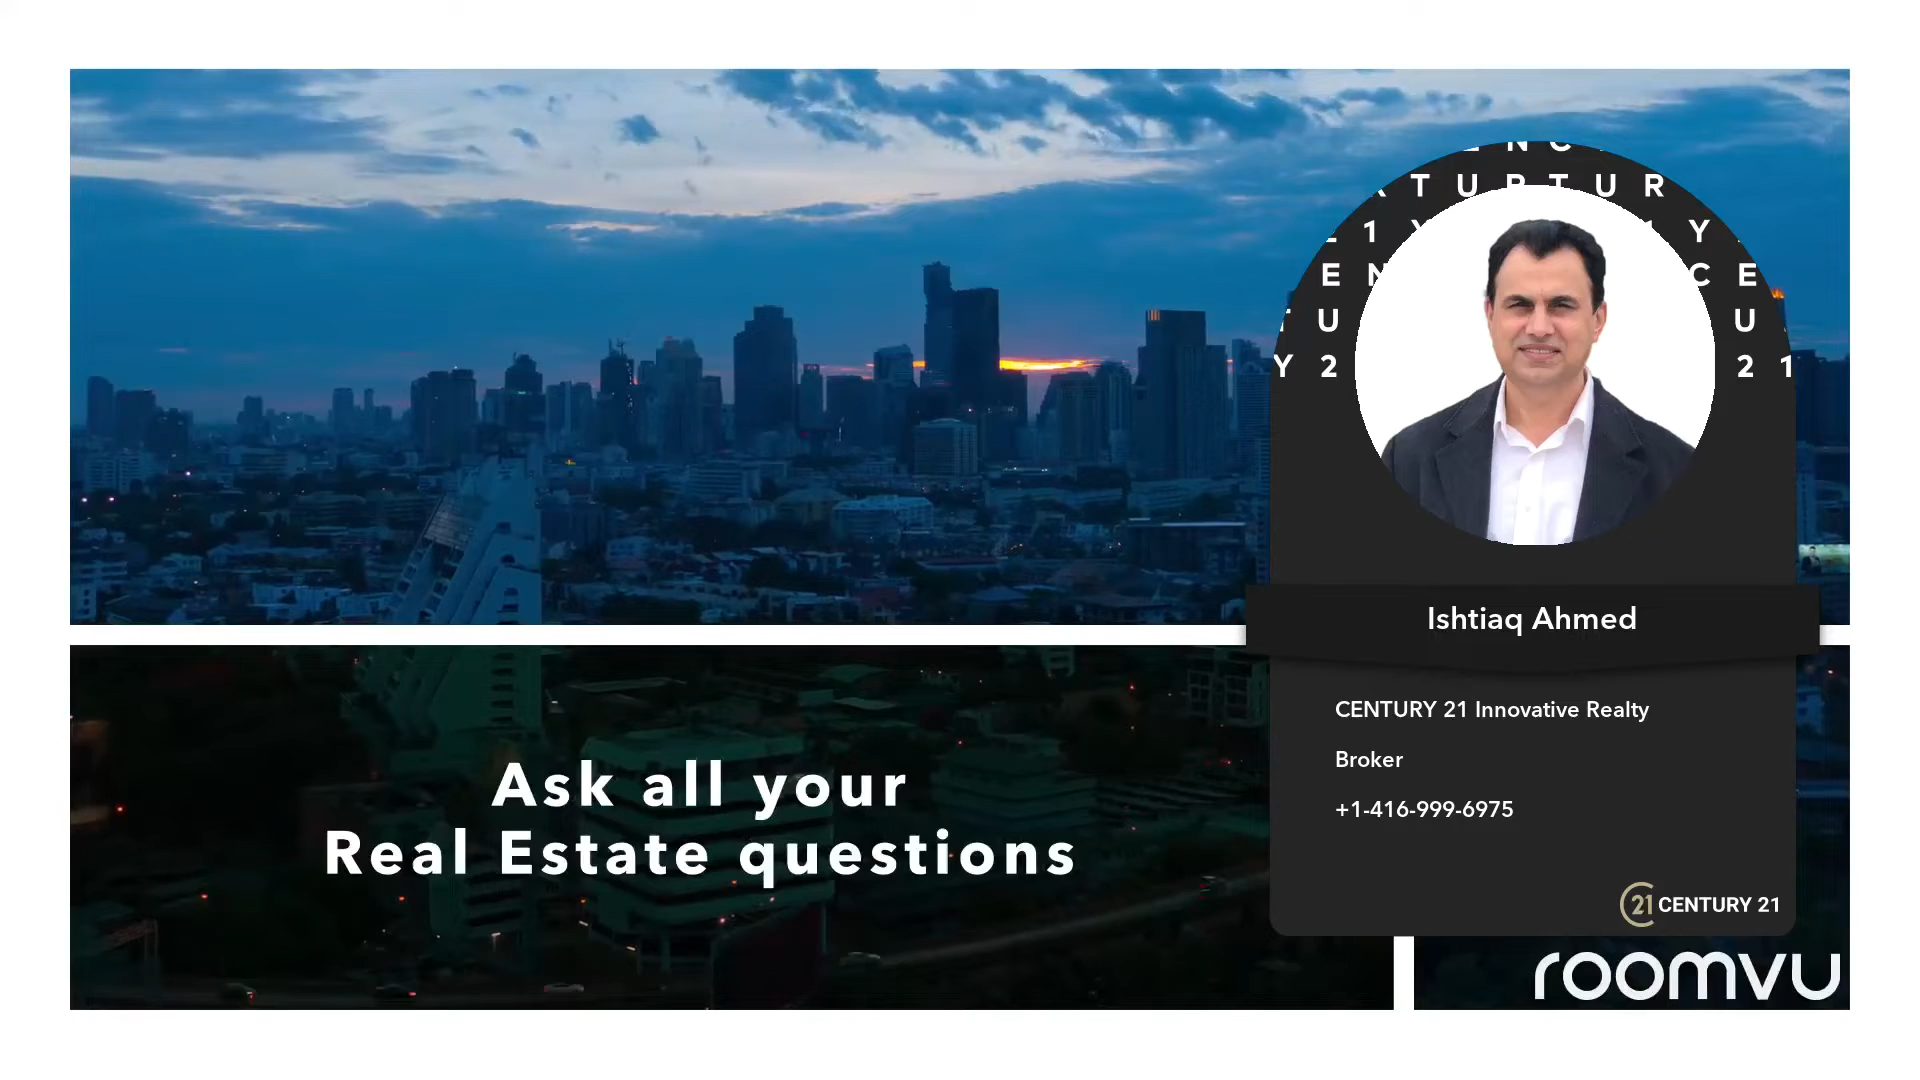 Ask all your
Real Estate questions
Ishtiaq Ahmed
CENTURY 21 Innovative Realty
Broker
+1-416-999-6975
21 CENTURY 21
roomvu